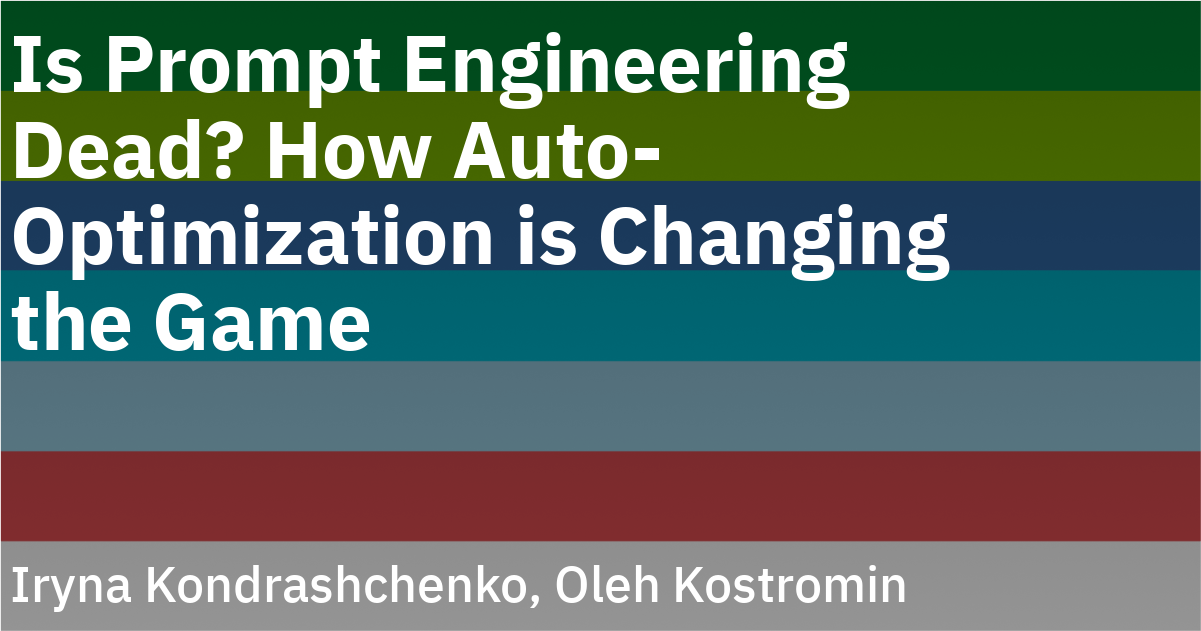 Is Prompt Engineering
Dead? How Auto-
Optimization is Changing
the Game
Iryna Kondrashchenko, Oleh Kostromin